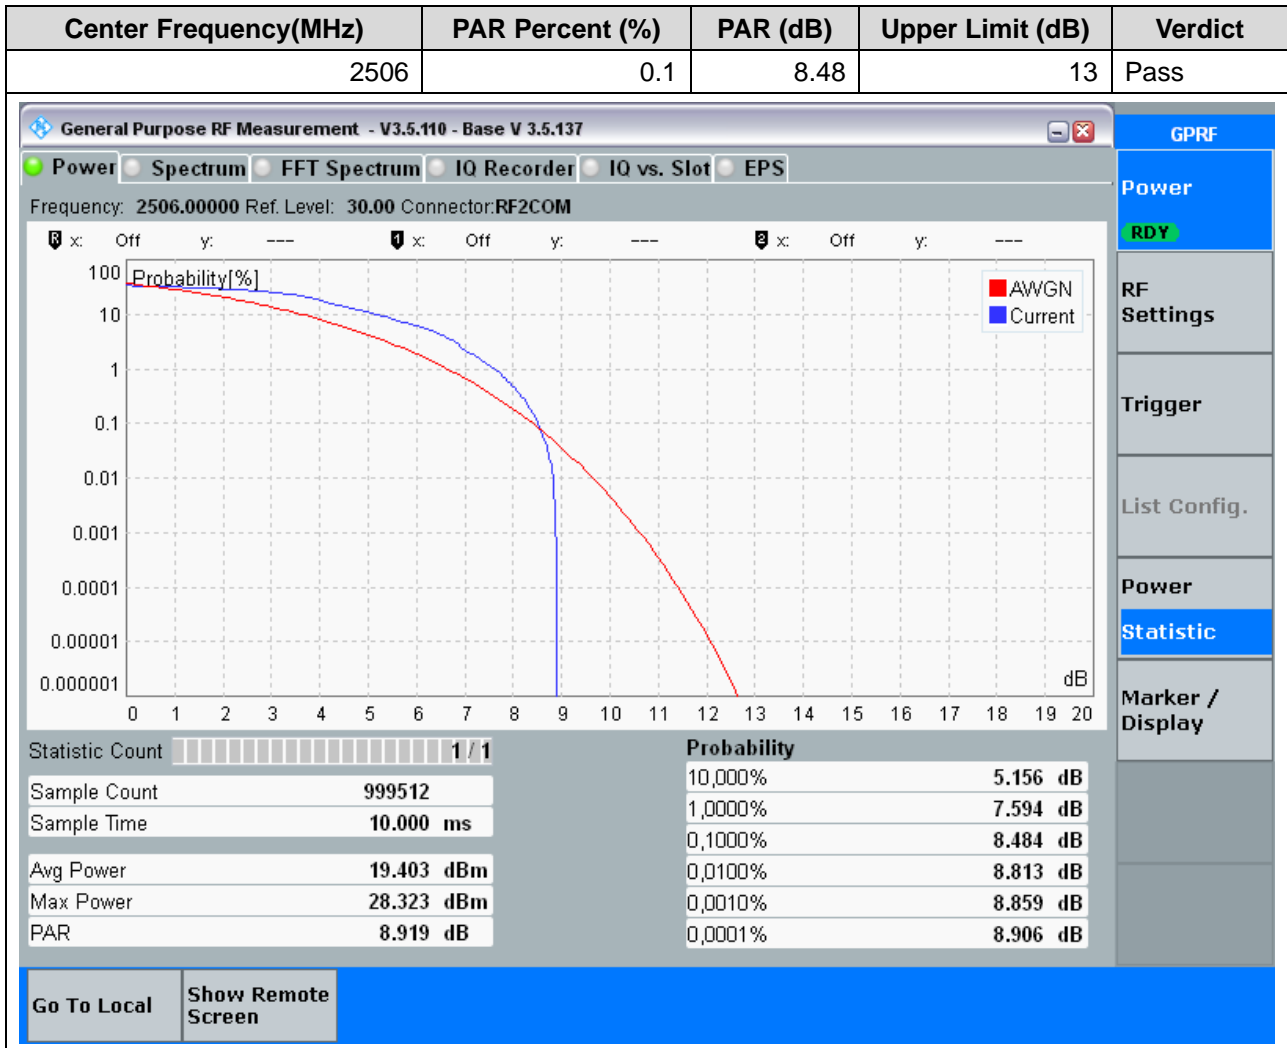 Center Frequency(MHz) PAR Percent (%) PAR (dB) Upper Limit (dB) Verdict
2506 0.1 8.48 13 Pass
General Purpose RF Measurement - V3.5.110 - Base V 3.5.137
GPRF
Power Spectrum FFT Spectrum IQ Recorder IQ vs. Slot EPS
Power
RDY
Frequency: 2506.00000 Ref. Level: 30.00 Connector:RF2COM
R x: Off y: --- 1 x: Off y: --- 2 x: Off y: ---
Probability[%]
AWGN
Current
100
10
1
0.1
0.01
0.001
0.0001
0.00001
0.000001
dB
0 1 2 3 4 5 6 7 8 9 10 11 12 13 14 15 16 17 18 19 20
RF
Settings
Trigger
List Config.
Power
Statistic
Marker /
Display
Statistic Count 1 / 1
Sample Count 999512
Sample Time 10.000 ms
Avg Power 19.403 dBm
Max Power 28.323 dBm
PAR 8.919 dB
Probability
10,000% 5.156 dB
1,0000% 7.594 dB
0,1000% 8.484 dB
0,0100% 8.813 dB
0,0010% 8.859 dB
0,0001% 8.906 dB
Go To Local
Show Remote
Screen